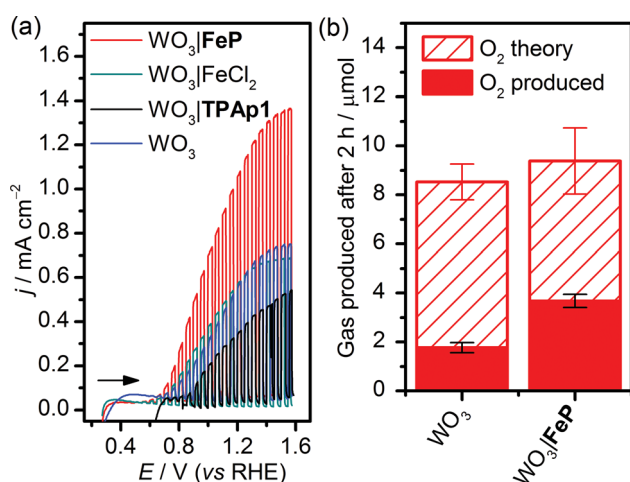 (a)
WO₃|FeP
WO₃|FeCl₂
WO₃|TPAp1
WO₃
1.6
1.4
1.2
1.0
0.8
0.6
0.4
0.2
0.0
j / mA cm⁻²
0.4 0.8 1.2 1.6
E / V (vs RHE)
(b)
O₂ theory
O₂ produced
14
12
10
8
6
4
2
0
Gas produced after 2 h / μmol
WO₃
WO₃|FeP